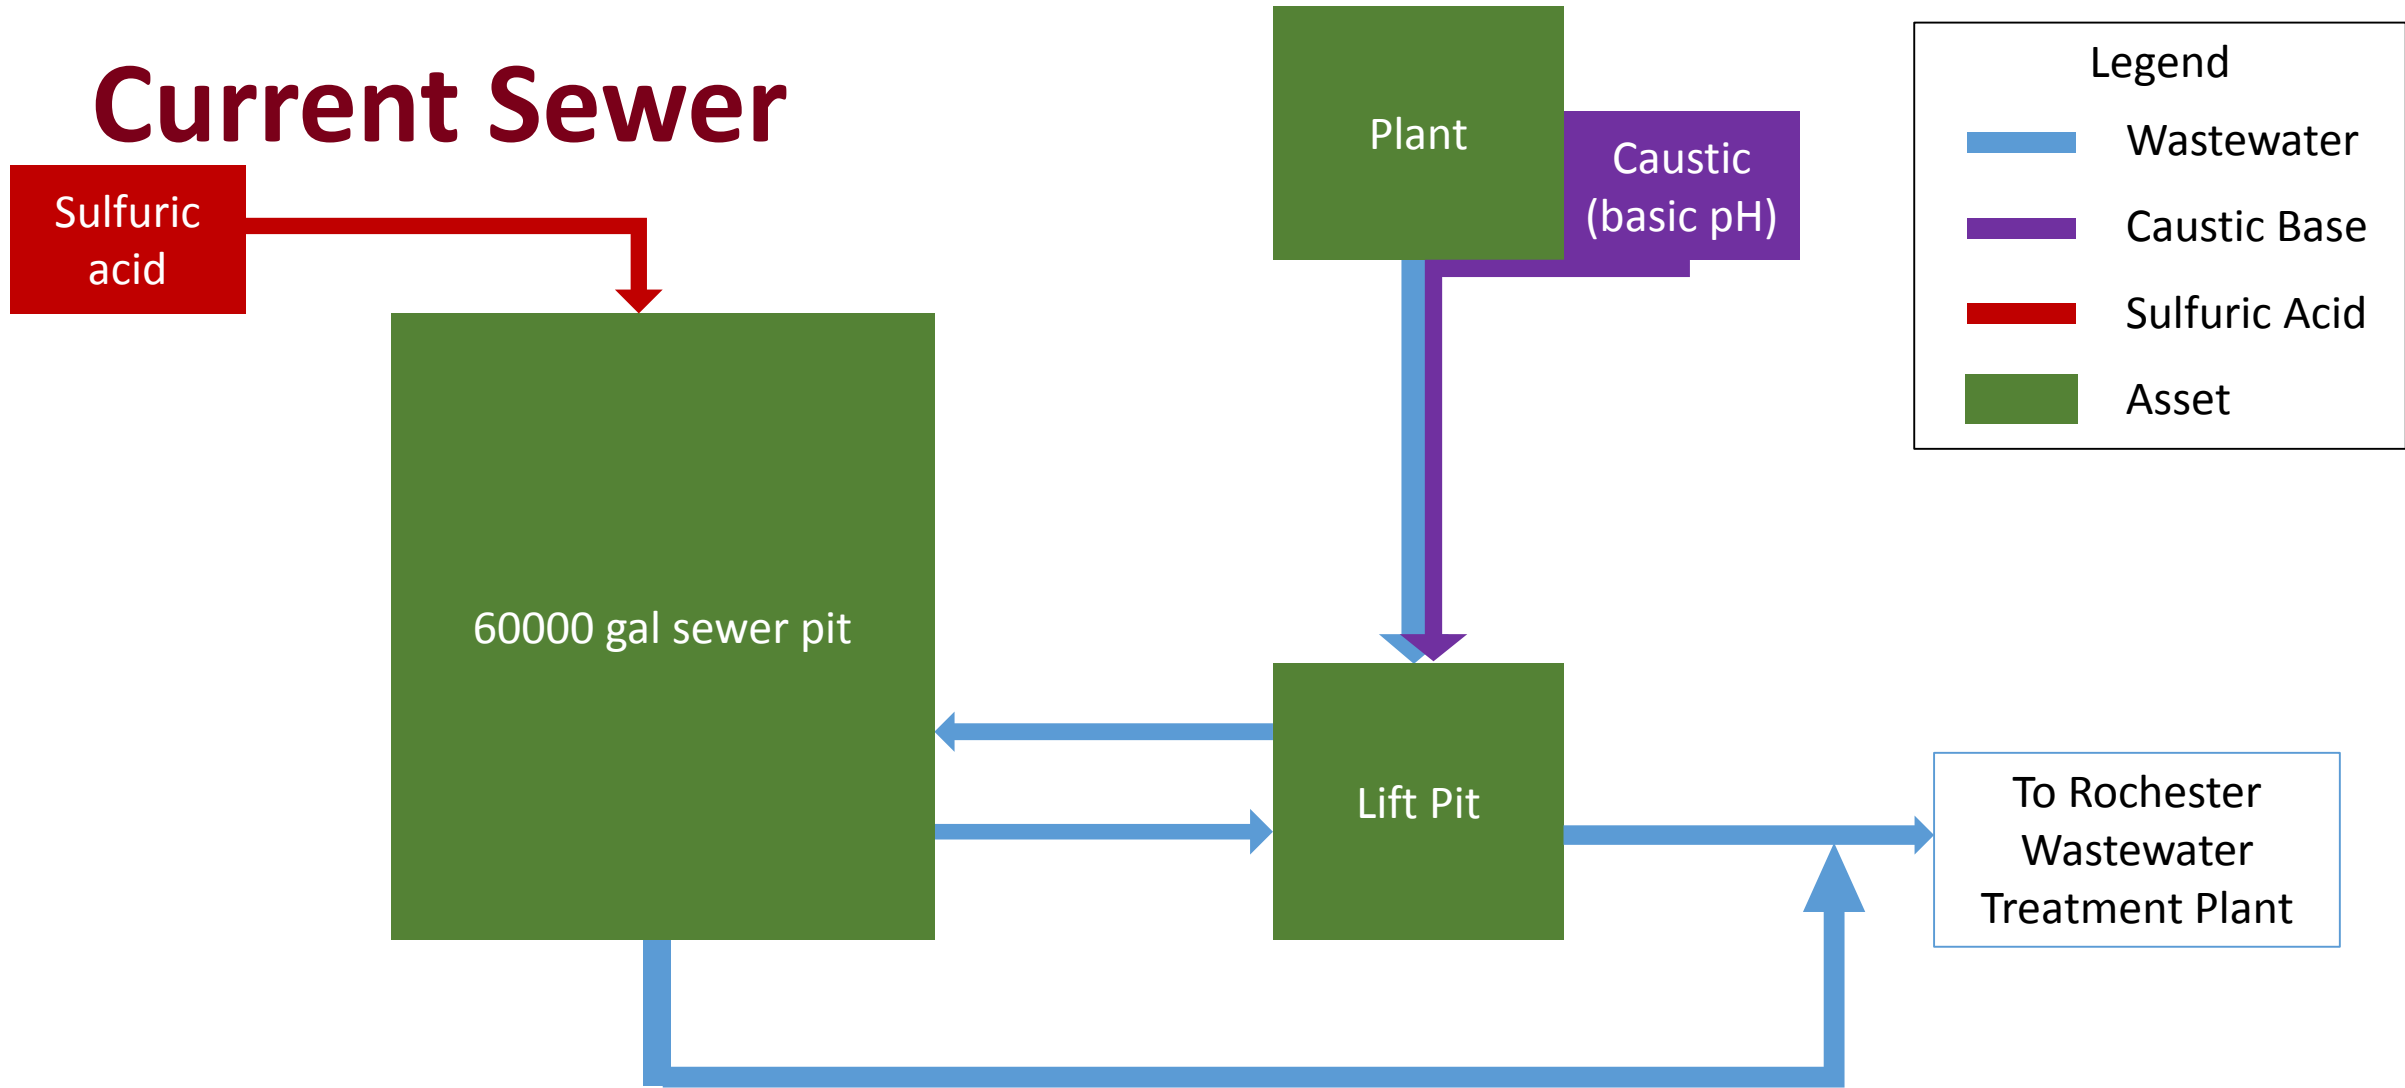 Current Sewer
Sulfuric
acid
Plant
Caustic
(basic pH)
Legend
Wastewater
Caustic Base
Sulfuric Acid
Asset
60000 gal sewer pit
Lift Pit
To Rochester
Wastewater
Treatment Plant